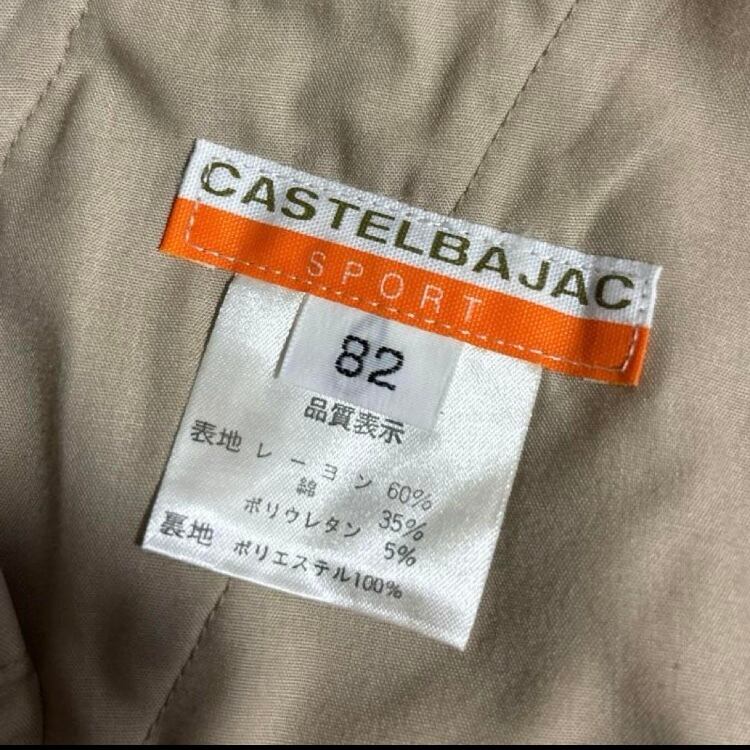 CASTELBAJAC
SPORT
82
品質表示
表地 レーヨン 60%
綿 35%
ポリウレタン 5%
裏地 ポリエステル100%